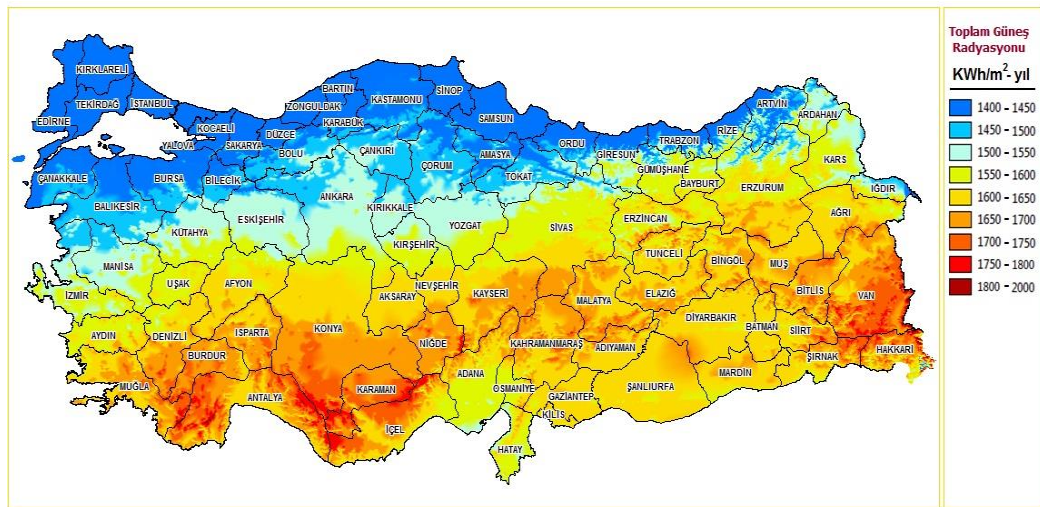 Toplam Güneş
Radyasyonu
KWh/m²- yıl
1400 - 1450
1450 - 1500
1500 - 1550
1550 - 1600
1600 - 1650
1650 - 1700
1700 - 1750
1750 - 1800
1800 - 2000
KIRKLARELİ
TEKİRDAĞ
İSTANBUL
EDİRNE
KOCAELİ
YALOVA
SAKARYA
DÜZCE
BOLU
ZONGULDAK
BARTIN
KARABÜK
KASTAMONU
SİNOP
SAMSUN
ÇANKIRI
ÇORUM
AMASYA
TOKAT
ORDU
GİRESUN
TRABZON
RİZE
ARTVİN
ARDAHAN
GÜMÜŞHANE
BAYBURT
ERZURUM
KARS
IĞDIR
AĞRI
ÇANAKKALE
BURSA
BİLECİK
BALIKESİR
KÜTAHYA
ESKİŞEHİR
ANKARA
KIRIKKALE
YOZGAT
KIRŞEHİR
SİVAS
ERZİNCAN
TUNCELİ
BİNGÖL
MUŞ
BİTLİS
VAN
MANİSA
İZMİR
UŞAK
AFYON
AKSARAY
NEVŞEHİR
KAYSERİ
MALATYA
ELAZIĞ
DİYARBAKIR
BATMAN
SİİRT
ŞIRNAK
HAKKARİ
AYDIN
DENİZLİ
ISPARTA
BURDUR
KONYA
NİĞDE
KAHRAMANMARAŞ
ADIYAMAN
MARDİN
MUĞLA
ANTALYA
KARAMAN
ADANA
OSMANİYE
GAZİANTEP
ŞANLIURFA
KİLİS
İÇEL
HATAY